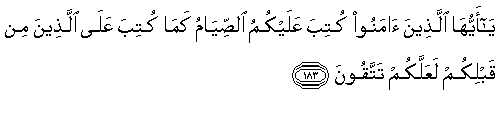 يَـٰٓأَيُّهَا ٱلَّذِينَ ءَامَنُوا۟ كُتِبَ عَلَيْكُمُ ٱلصِّيَامُ كَمَا كُتِبَ عَلَى ٱلَّذِينَ مِن
قَبْلِكُمْ لَعَلَّكُمْ تَتَّقُونَ ١٨٣